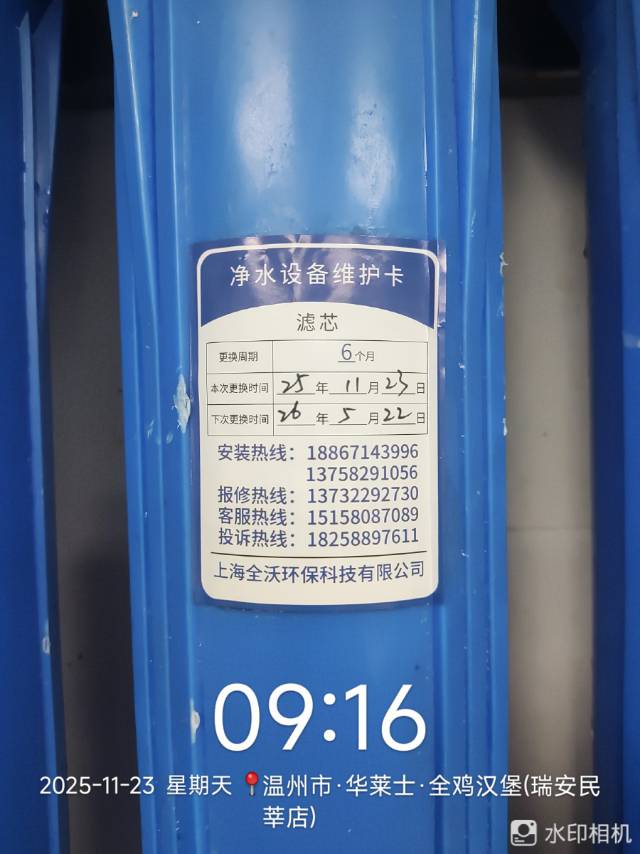 净水设备维护卡
滤芯
更换周期 6个月
本次更换时间 25年11月23日
下次更换时间 26年5月22日
安装热线：18867143996
13758291056
报修热线：13732292730
客服热线：15158087089
投诉热线：18258897611
上海全沃环保科技有限公司
09:16
2025-11-23 星期天 📍温州市·华莱士·全鸡汉堡(瑞安民
莘店)
水印相机